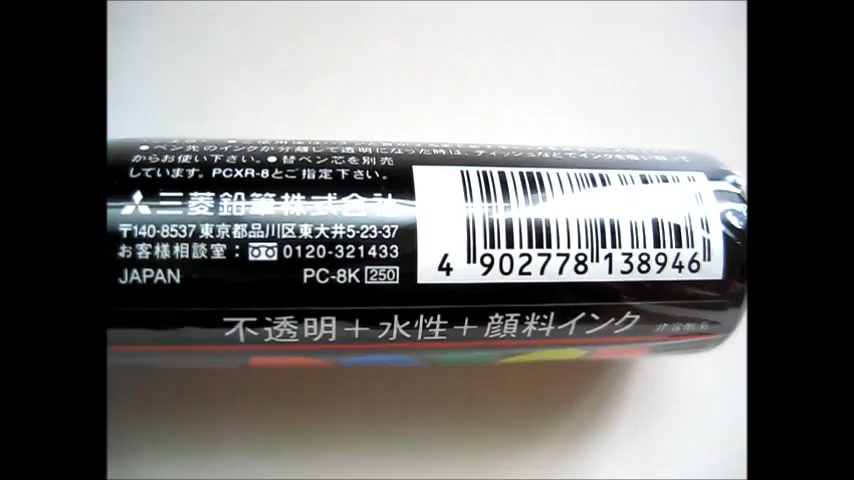 ●ペン先のインクが分離して透明になった時は、ティッシュなどでインクを吸い取って
からお使い下さい。●替ペン芯を別売
しています。PCXR-8とご指定下さい。
三菱鉛筆株式会社
〒140-8537 東京都品川区東大井5-23-37
お客様相談室：0120-321433
JAPAN PC-8K 250
4 902778 138946
不透明＋水性＋顔料インク